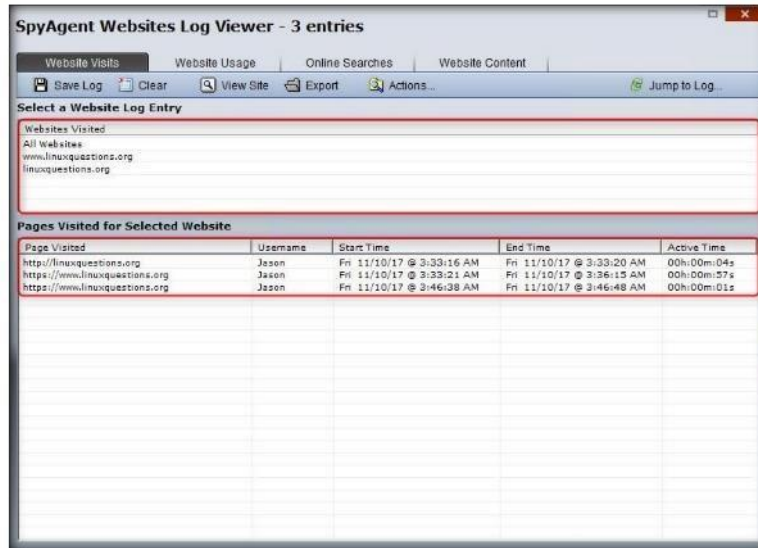 SpyAgent Websites Log Viewer - 3 entries
Website Visits Website Usage Online Searches Website Content
Save Log Clear View Site Export Actions... Jump to Log...
Select a Website Log Entry
Websites Visited
All Websites
www.linuxquestions.org
linuxquestions.org
Pages Visited for Selected Website
Page Visited Username Start Time End Time Active Time
http://linuxquestions.org Jason Fri 11/10/17 @ 3:33:16 AM Fri 11/10/17 @ 3:33:20 AM 00h:00m:04s
https://www.linuxquestions.org Jason Fri 11/10/17 @ 3:33:21 AM Fri 11/10/17 @ 3:36:15 AM 00h:00m:57s
https://www.linuxquestions.org Jason Fri 11/10/17 @ 3:46:38 AM Fri 11/10/17 @ 3:46:48 AM 00h:00m:01s